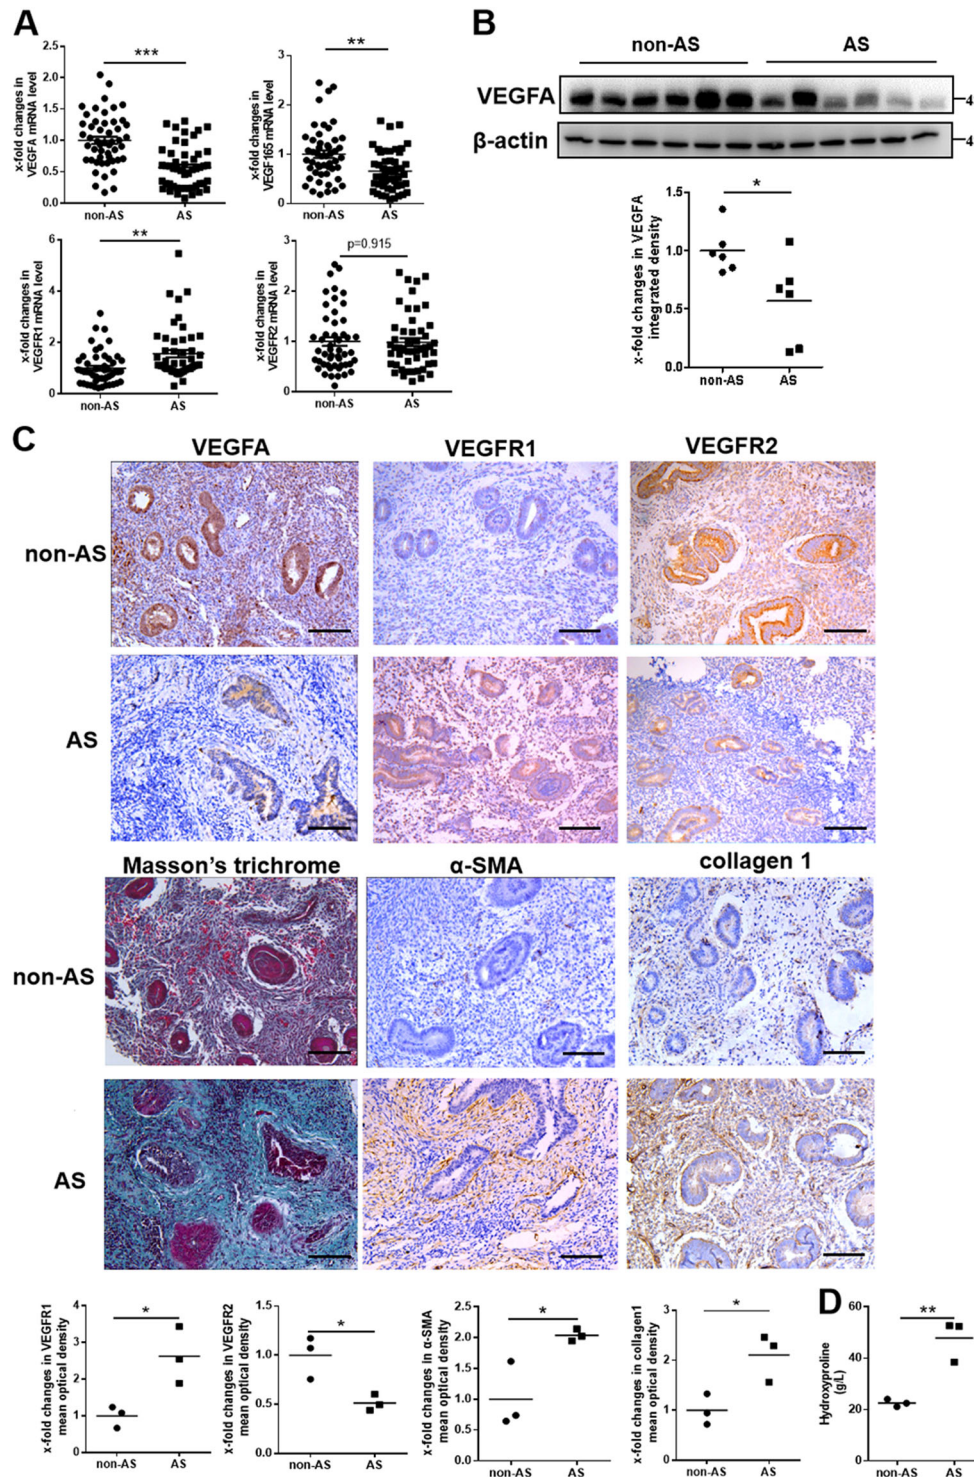 A
x-fold changes in
VEGFA mRNA level
2.5
2.0
1.5
1.0
0.5
0.0
***
non-AS AS
x-fold changes in
VEGF165 mRNA level
3
2
1
0
**
non-AS AS
x-fold changes in
VEGFR1 mRNA level
6
4
2
0
**
non-AS AS
x-fold changes in
VEGFR2 mRNA level
3
2
1
0
p=0.915
non-AS AS
B
non-AS AS
VEGFA
4
β-actin
4
x-fold changes in VEGFA
integrated density
1.5
1.0
0.5
0.0
*
non-AS AS
C
VEGFA VEGFR1 VEGFR2
non-AS
AS
Masson's trichrome α-SMA collagen 1
non-AS
AS
x-fold changes in VEGFR1
mean optical density
4
3
2
1
0
*
non-AS AS
x-fold changes in VEGFR2
mean optical density
1.5
1.0
0.5
0.0
*
non-AS AS
x-fold changes in α-SMA
mean optical density
2.5
2.0
1.5
1.0
0.5
0.0
*
non-AS AS
x-fold changes in collagen1
mean optical density
3
2
1
0
*
non-AS AS
D
Hydroxyproline
(g/L)
60
40
20
0
**
non-AS AS